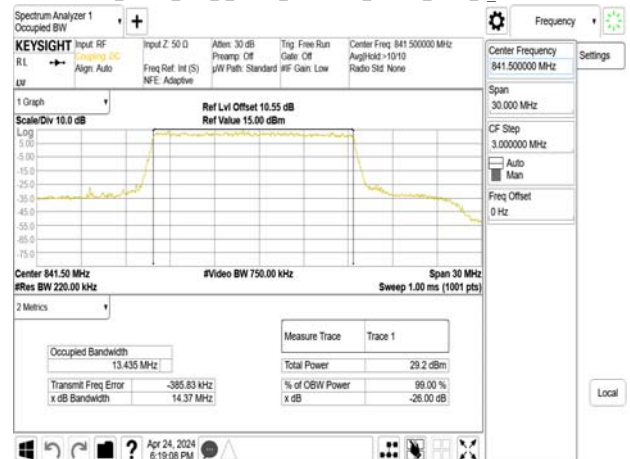 Spectrum Analyzer 1
Occupied BW
Frequency
KEYSIGHT
RL
Input: RF
Coupling: DC
Align: Auto
Input Z: 50 Ω
Freq Ref: Int (S)
NFE: Adaptive
Atten: 30 dB
Preamp: Off
µW Path: Standard
Trig: Free Run
Gate: Off
#IF Gain: Low
Center Freq: 841.500000 MHz
Avg|Hold:>10/10
Radio Std: None
Center Frequency
841.500000 MHz
Settings
Span
30.000 MHz
CF Step
3.000000 MHz
Auto
Man
Freq Offset
0 Hz
Local
1 Graph
Scale/Div 10.0 dB
Ref Lvl Offset 10.55 dB
Ref Value 15.00 dBm
Log
5.00
-5.00
-15.0
-25.0
-35.0
-45.0
-55.0
-65.0
-75.0
Center 841.50 MHz
#Video BW 750.00 kHz
Span 30 MHz
#Res BW 220.00 kHz
Sweep 1.00 ms (1001 pts)
2 Metrics
Measure Trace
Trace 1
Occupied Bandwidth
13.435 MHz
Total Power
29.2 dBm
Transmit Freq Error
-385.83 kHz
% of OBW Power
99.00 %
x dB Bandwidth
14.37 MHz
x dB
-26.00 dB
Apr 24, 2024
6:19:08 PM